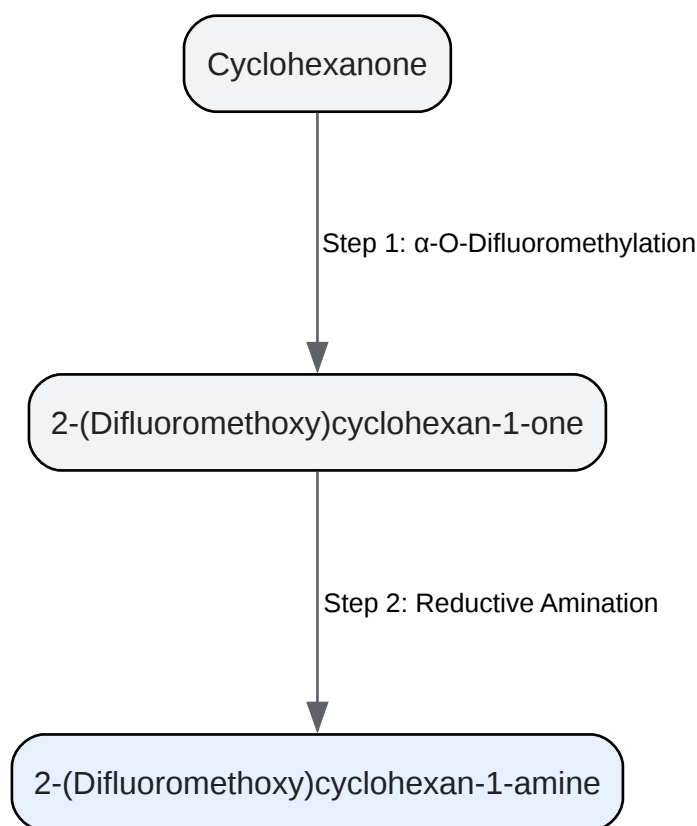 Cyclohexanone
Step 1: α-O-Difluoromethylation
2-(Difluoromethoxy)cyclohexan-1-one
Step 2: Reductive Amination
2-(Difluoromethoxy)cyclohexan-1-amine